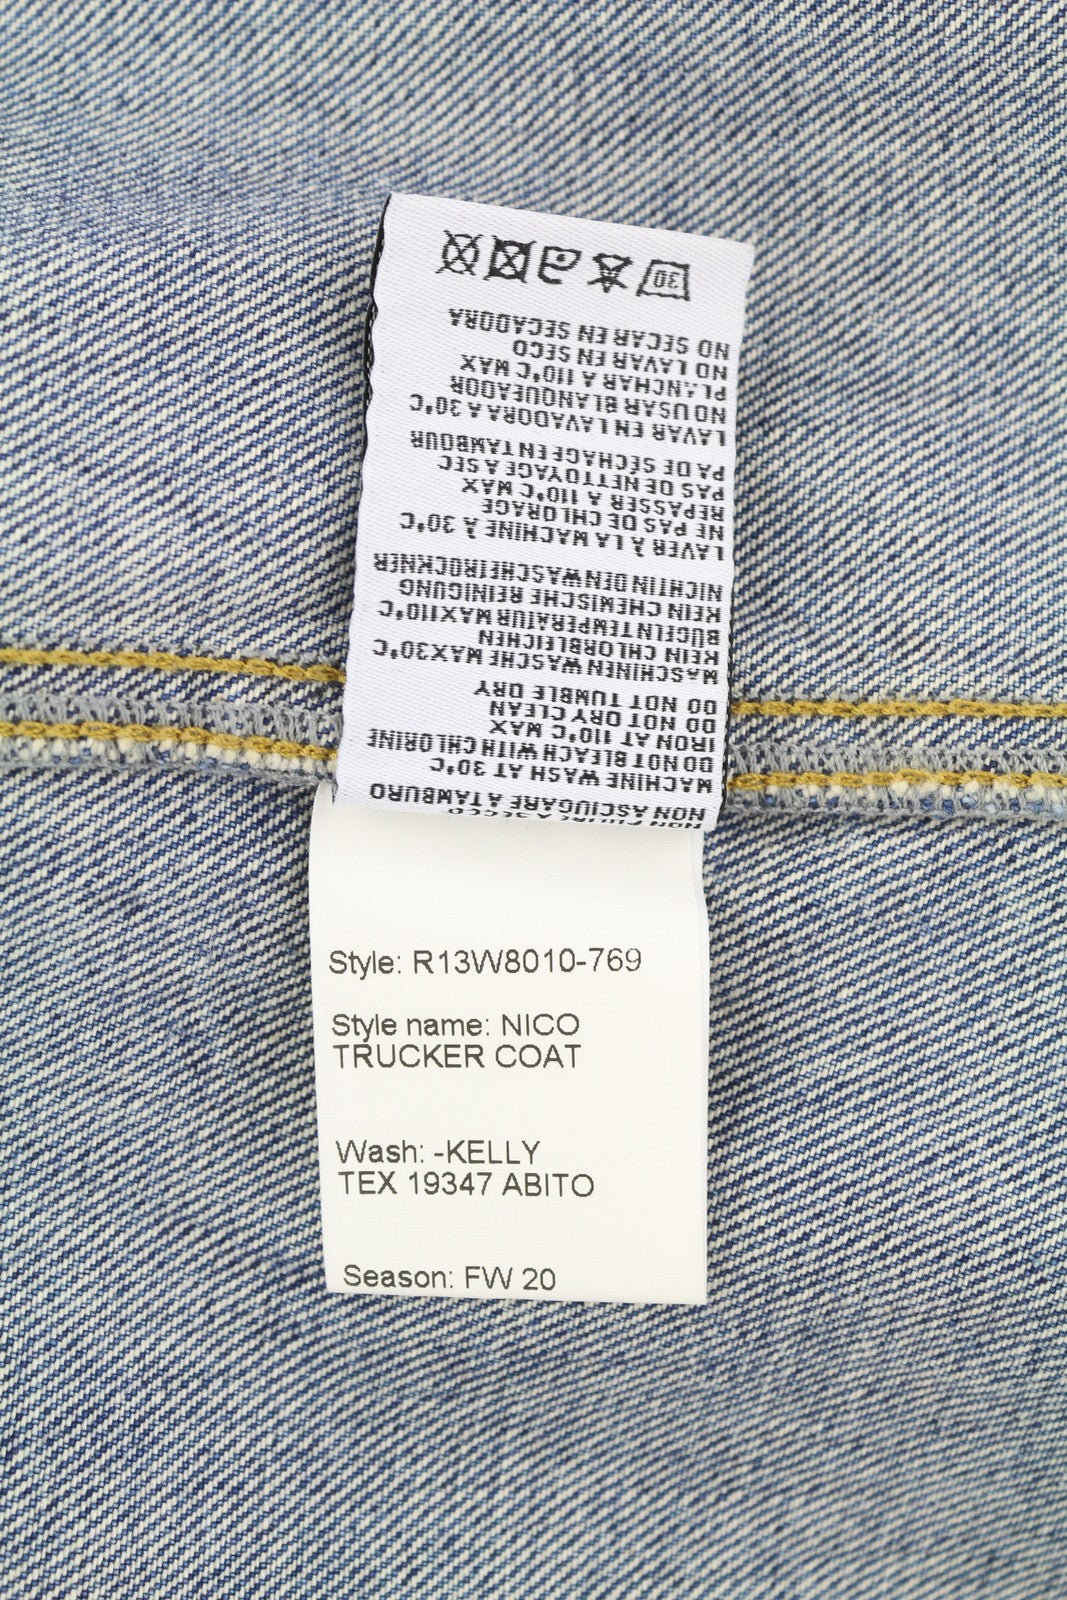 NON A SECCO
NON ASCIUGARE A TAMBURO
MACHINE WASH AT 30°C
DO NOT BLEACH WITH CHLORINE
IRON AT 110°C MAX
DO NOT DRY CLEAN
DO NOT TUMBLE DRY
MASCHINEN WASCHE MAX30°C
KEIN CHLORBLEICHEN
BUGELN TEMPERATUR MAX110°C
KEIN CHEMISCHE REINIGUNG
NICHT IN DEN WASCHETROCKNER
LAVER À LA MACHINE À 30°C
NE PAS DE CHLORAGE
REPASSER A 110°C MAX
PAS DE NETTOYAGE A SEC
PA DE SÉCHAGE EN TAMBOUR
LAVAR EN LAVADORA A 30°C
NO USAR BLANQUEADOR
PLANCHAR A 110°C MAX
NO LAVAR EN SECO
NO SECAR EN SECADORA
30
Style: R13W8010-769
Style name: NICO
TRUCKER COAT
Wash: -KELLY
TEX 19347 ABITO
Season: FW 20